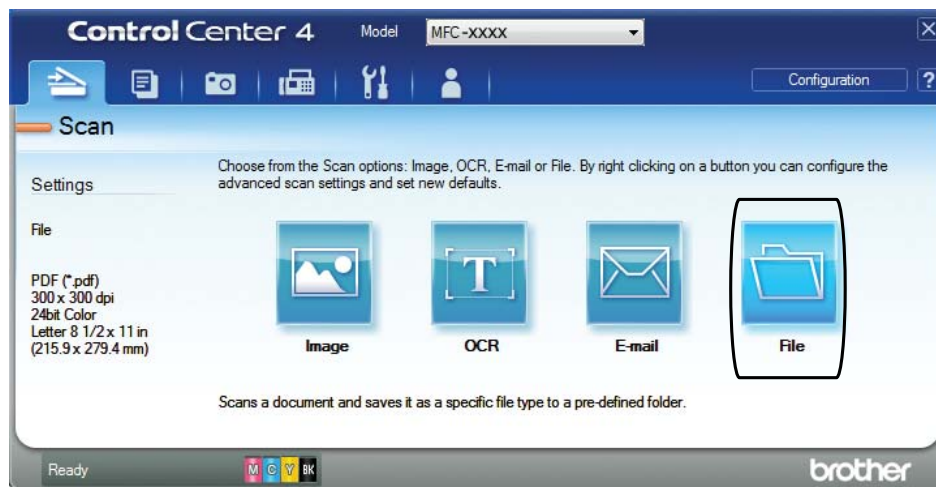 Control Center 4 Model MFC-XXXX
Configuration ?
Scan
Choose from the Scan options: Image, OCR, E-mail or File. By right clicking on a button you can configure the
advanced scan settings and set new defaults.
Settings
File
PDF (*.pdf)
300 x 300 dpi
24bit Color
Letter 8 1/2 x 11 in
(215.9 x 279.4 mm)
T
Image OCR E-mail File
Scans a document and saves it as a specific file type to a pre-defined folder.
Ready M C Y BK brother